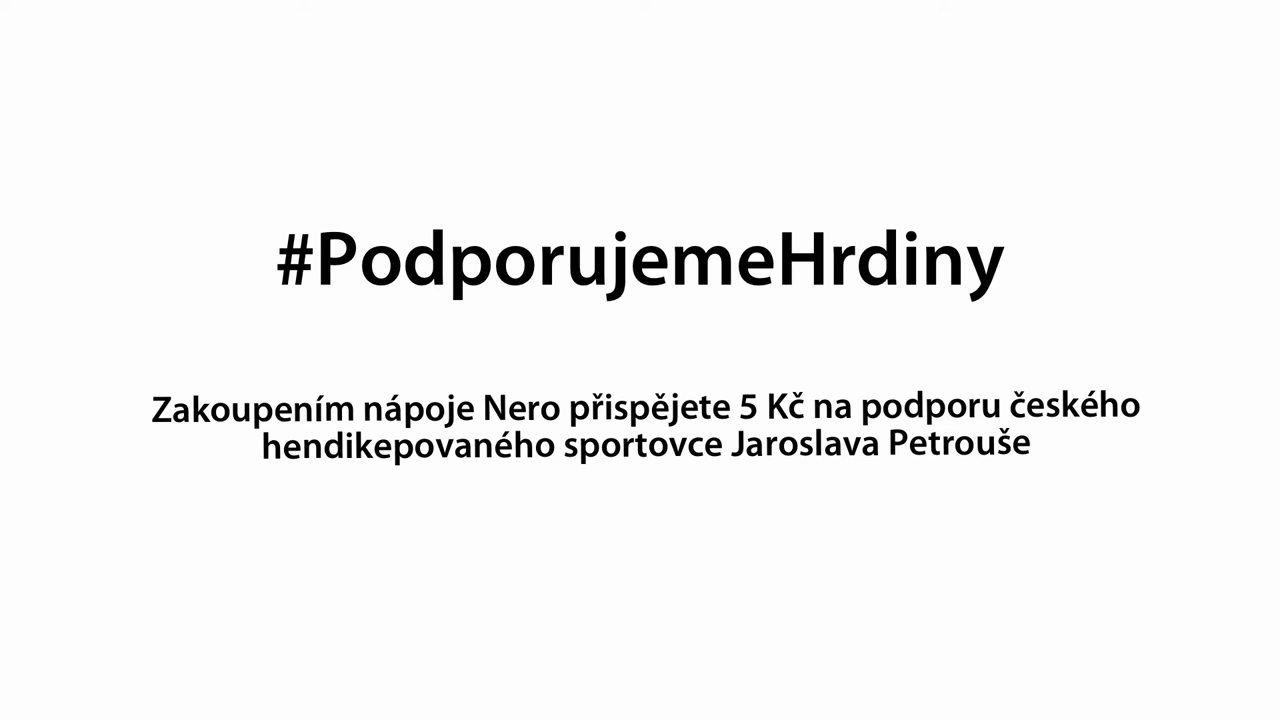 #PodporujemeHrdiny
Zakoupením nápoje Nero přispějete 5 Kč na podporu českého
hendikepovaného sportovce Jaroslava Petrouše